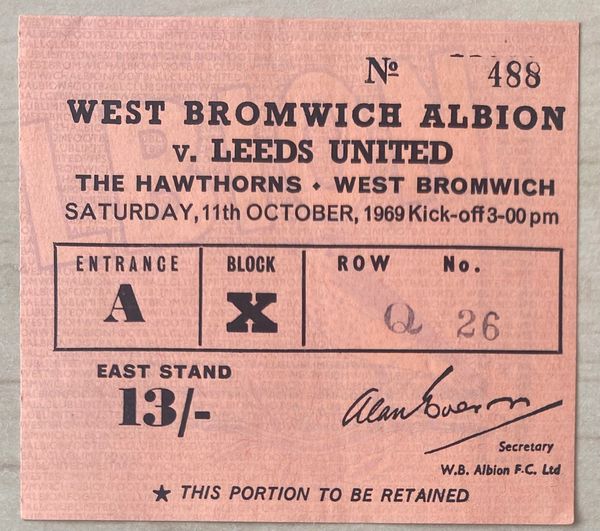 Nº 488
WEST BROMWICH ALBION
v. LEEDS UNITED
THE HAWTHORNS • WEST BROMWICH
SATURDAY, 11th OCTOBER, 1969 Kick-off 3-00 pm
ENTRANCE BLOCK ROW No.
A X Q 26
EAST STAND
13/-
Alan Everiss
Secretary
W.B. Albion F.C. Ltd
★ THIS PORTION TO BE RETAINED